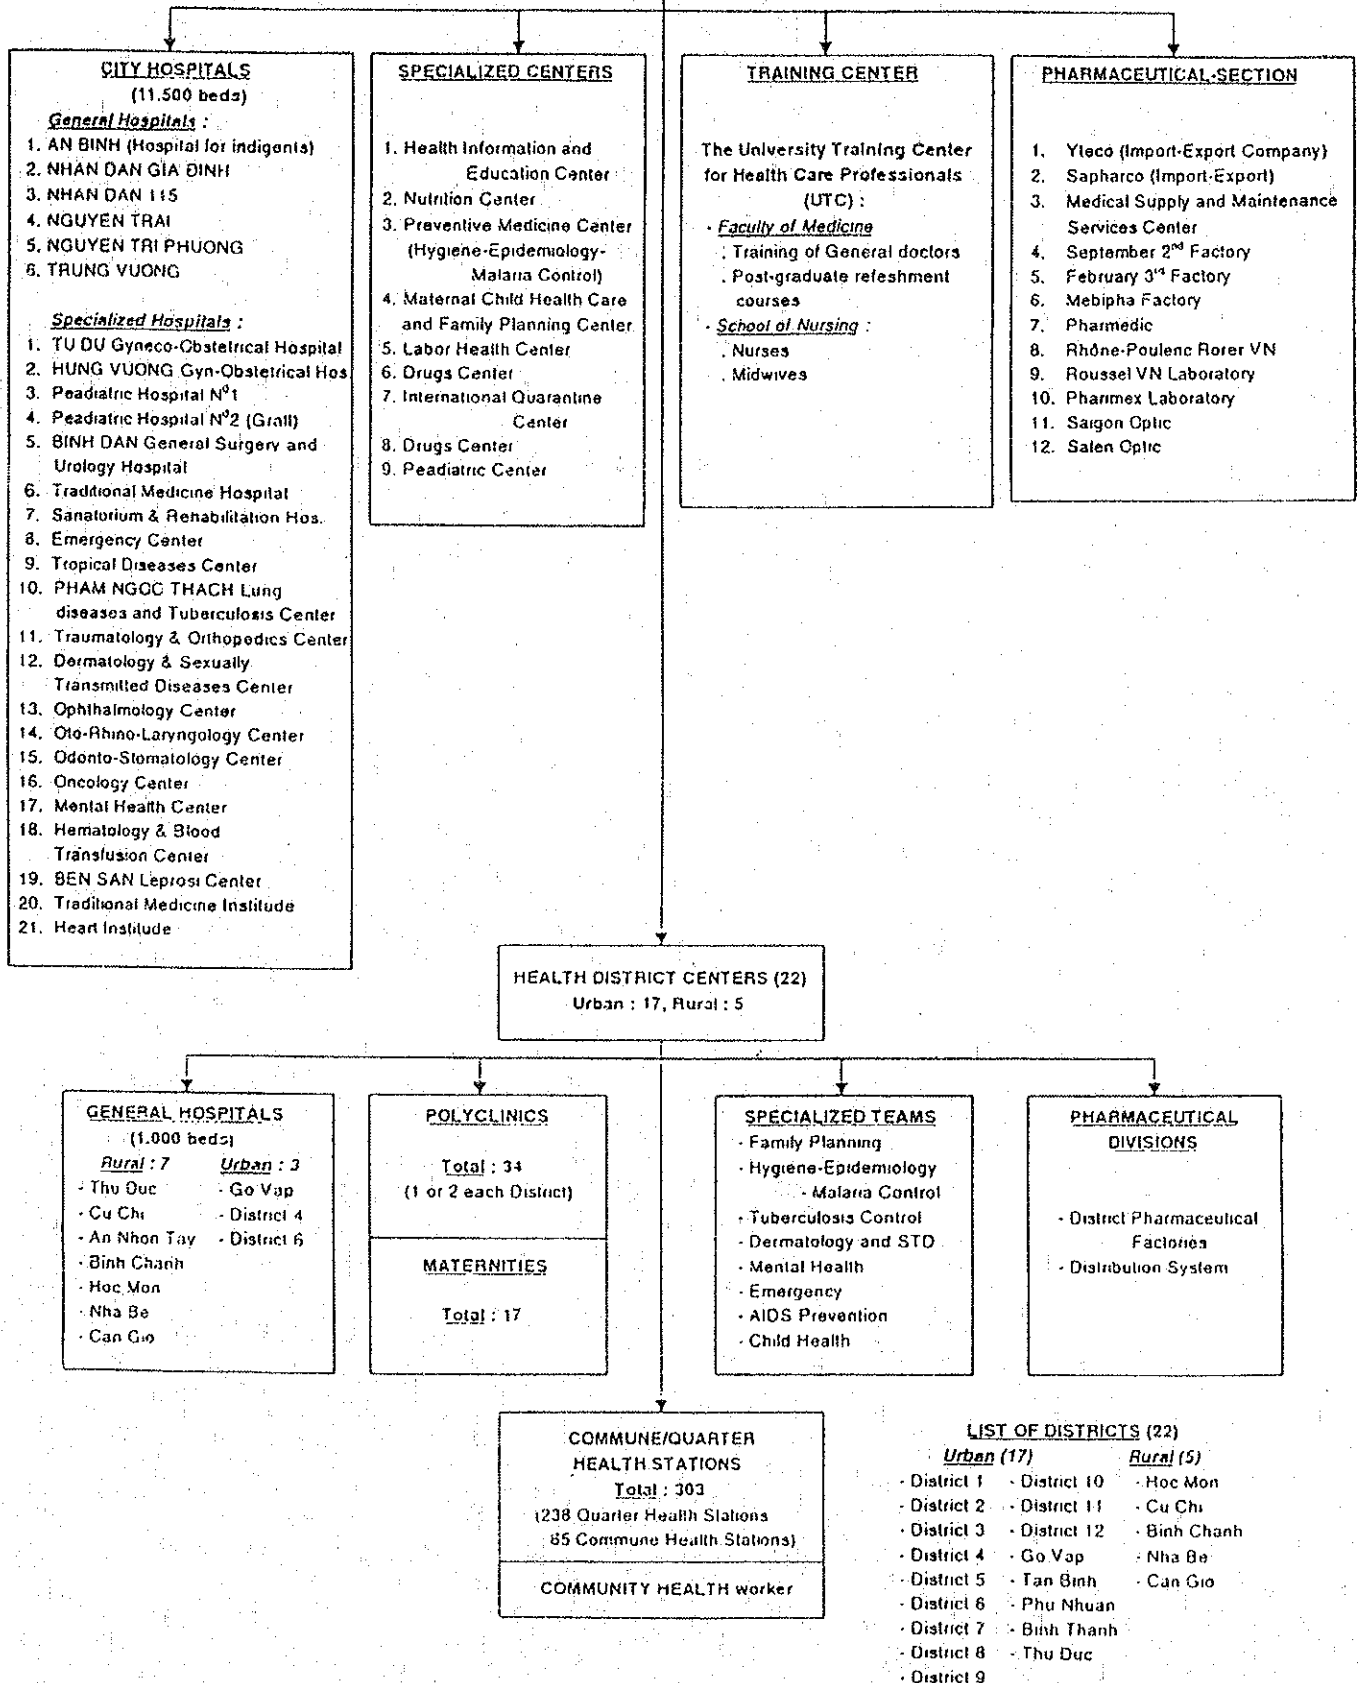 CITY HOSPITALS
(11.500 beds)
General Hospitals :
1. AN BINH (Hospital for indigents)
2. NHAN DAN GIA ĐINH
3. NHAN DAN 115
4. NGUYEN TRAI
5. NGUYEN TRI PHUONG
6. TRUNG VUONG
Specialized Hospitals :
1. TU DU Gyneco-Obstetrical Hospital
2. HUNG VUONG Gyn-Obstetrical Hos
3. Peadiatric Hospital N°1
4. Peadiatric Hospital N°2 (Grall)
5. BINH DAN General Surgery and
Urology Hospital
6. Traditional Medicine Hospital
7. Sanatorium & Rehabilitation Hos.
8. Emergency Center
9. Tropical Diseases Center
10. PHAM NGOC THACH Lung
diseases and Tuberculosis Center
11. Traumatology & Orthopedics Center
12. Dermatology & Sexually
Transmitted Diseases Center
13. Ophthalmology Center
14. Oto-Rhino-Laryngology Center
15. Odonto-Stomatology Center
16. Oncology Center
17. Mental Health Center
18. Hematology & Blood
Transfusion Center
19. BEN SAN Leprosi Center
20. Traditional Medicine Institude
21. Heart Institude
SPECIALIZED CENTERS
1. Health Information and
Education Center
2. Nutrition Center
3. Preventive Medicine Center
(Hygiene-Epidemiology-
Malaria Control)
4. Maternal Child Health Care
and Family Planning Center
5. Labor Health Center
6. Drugs Center
7. International Quarantine
Center
8. Drugs Center
9. Peadiatric Center
TRAINING CENTER
The University Training Center
for Health Care Professionals
(UTC) :
- Faculty of Medicine
. Training of General doctors
. Post-graduate refeshment
courses
- School of Nursing :
. Nurses
. Midwives
PHARMACEUTICAL-SECTION
1. Yteco (Import-Export Company)
2. Sapharco (Import-Export)
3. Medical Supply and Maintenance
Services Center
4. September 2nd Factory
5. February 3rd Factory
6. Mebipha Factory
7. Pharmedic
8. Rhône-Poulenc Rorer VN
9. Roussel VN Laboratory
10. Pharimex Laboratory
11. Saigon Optic
12. Salen Optic
HEALTH DISTRICT CENTERS (22)
Urban : 17, Rural : 5
GENERAL HOSPITALS
(1.000 beds)
Rural : 7 Urban : 3
- Thu Duc - Go Vap
- Cu Chi - District 4
- An Nhon Tay - District 6
- Binh Chanh
- Hoc Mon
- Nha Be
- Can Gio
POLYCLINICS
Total : 34
(1 or 2 each District)
MATERNITIES
Total : 17
SPECIALIZED TEAMS
- Family Planning
- Hygiene-Epidemiology
- Malaria Control
- Tuberculosis Control
- Dermatology and STD
- Mental Health
- Emergency
- AIDS Prevention
- Child Health
PHARMACEUTICAL
DIVISIONS
- District Pharmaceutical
Factories
- Distribution System
COMMUNE/QUARTER
HEALTH STATIONS
Total : 303
(238 Quarter Health Stations
65 Commune Health Stations)
COMMUNITY HEALTH worker
LIST OF DISTRICTS (22)
Urban (17) Rural (5)
- District 1 - District 10 - Hoc Mon
- District 2 - District 11 - Cu Chi
- District 3 - District 12 - Binh Chanh
- District 4 - Go Vap - Nha Be
- District 5 - Tan Binh - Can Gio
- District 6 - Phu Nhuan
- District 7 - Binh Thanh
- District 8 - Thu Duc
- District 9